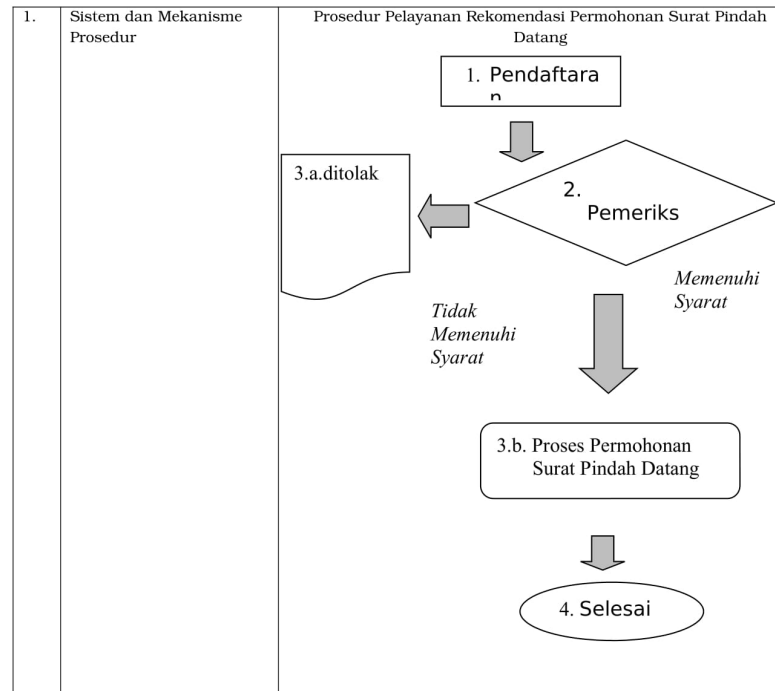 1.
Sistem dan Mekanisme
Prosedur
Prosedur Pelayanan Rekomendasi Permohonan Surat Pindah
Datang
1. Pendaftara
n
2.
Pemeriks
3.a.ditolak
Memenuhi
Syarat
Tidak
Memenuhi
Syarat
3.b. Proses Permohonan
Surat Pindah Datang
4. Selesai